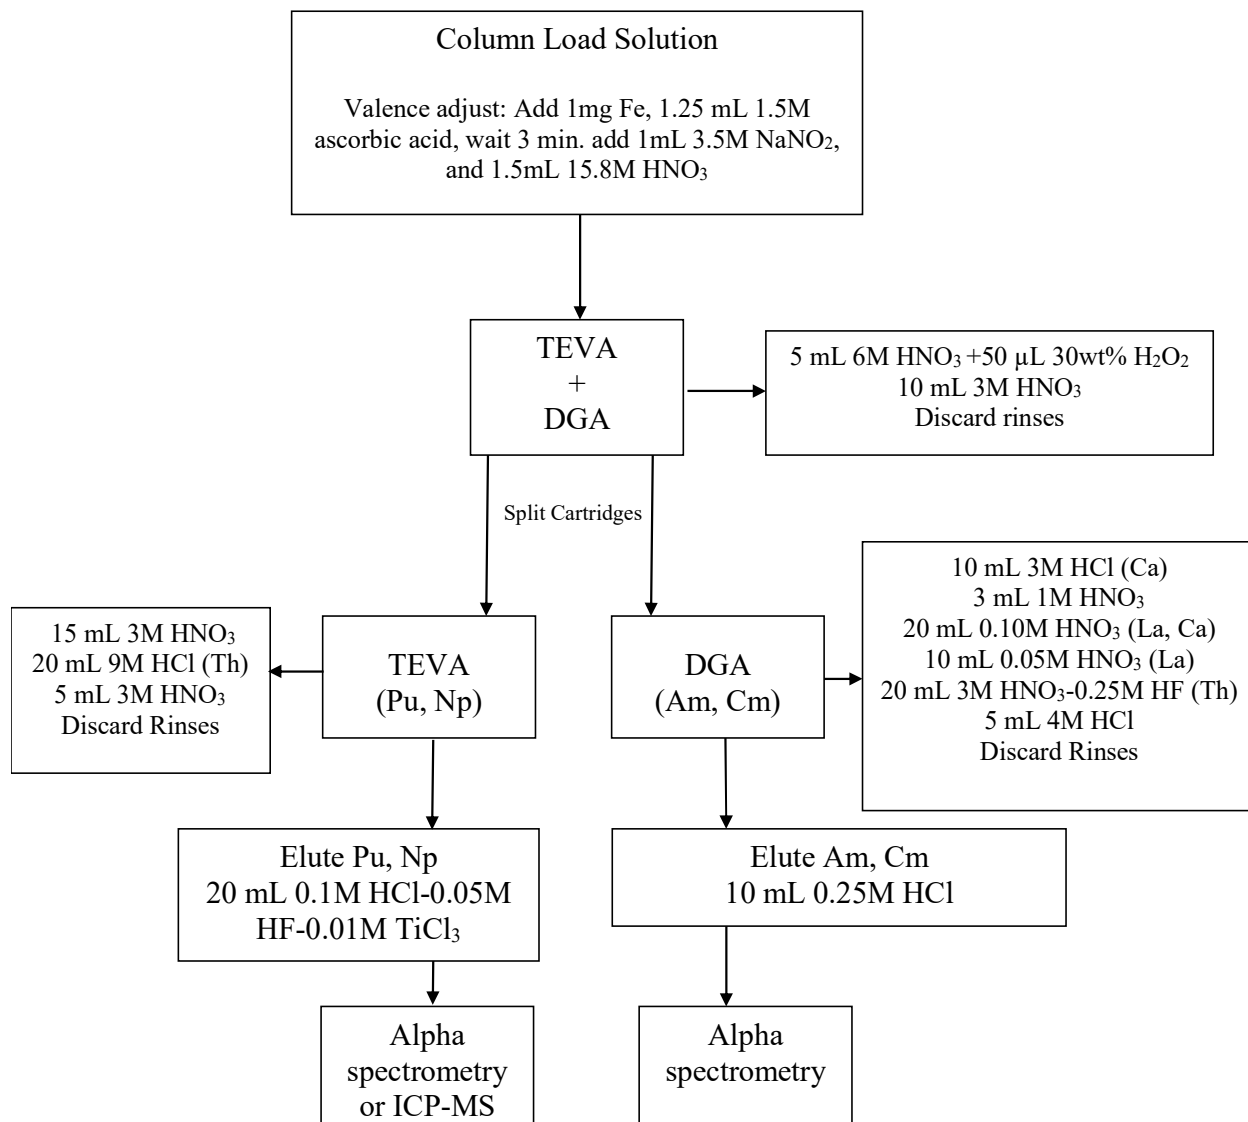 Column Load Solution
Valence adjust: Add 1mg Fe, 1.25 mL 1.5M
ascorbic acid, wait 3 min. add 1mL 3.5M NaNO₂,
and 1.5mL 15.8M HNO₃
TEVA
+
DGA
5 mL 6M HNO₃ +50 µL 30wt% H₂O₂
10 mL 3M HNO₃
Discard rinses
Split Cartridges
15 mL 3M HNO₃
20 mL 9M HCl (Th)
5 mL 3M HNO₃
Discard Rinses
TEVA
(Pu, Np)
DGA
(Am, Cm)
10 mL 3M HCl (Ca)
3 mL 1M HNO₃
20 mL 0.10M HNO₃ (La, Ca)
10 mL 0.05M HNO₃ (La)
20 mL 3M HNO₃-0.25M HF (Th)
5 mL 4M HCl
Discard Rinses
Elute Pu, Np
20 mL 0.1M HCl-0.05M
HF-0.01M TiCl₃
Elute Am, Cm
10 mL 0.25M HCl
Alpha
spectrometry
or ICP-MS
Alpha
spectrometry